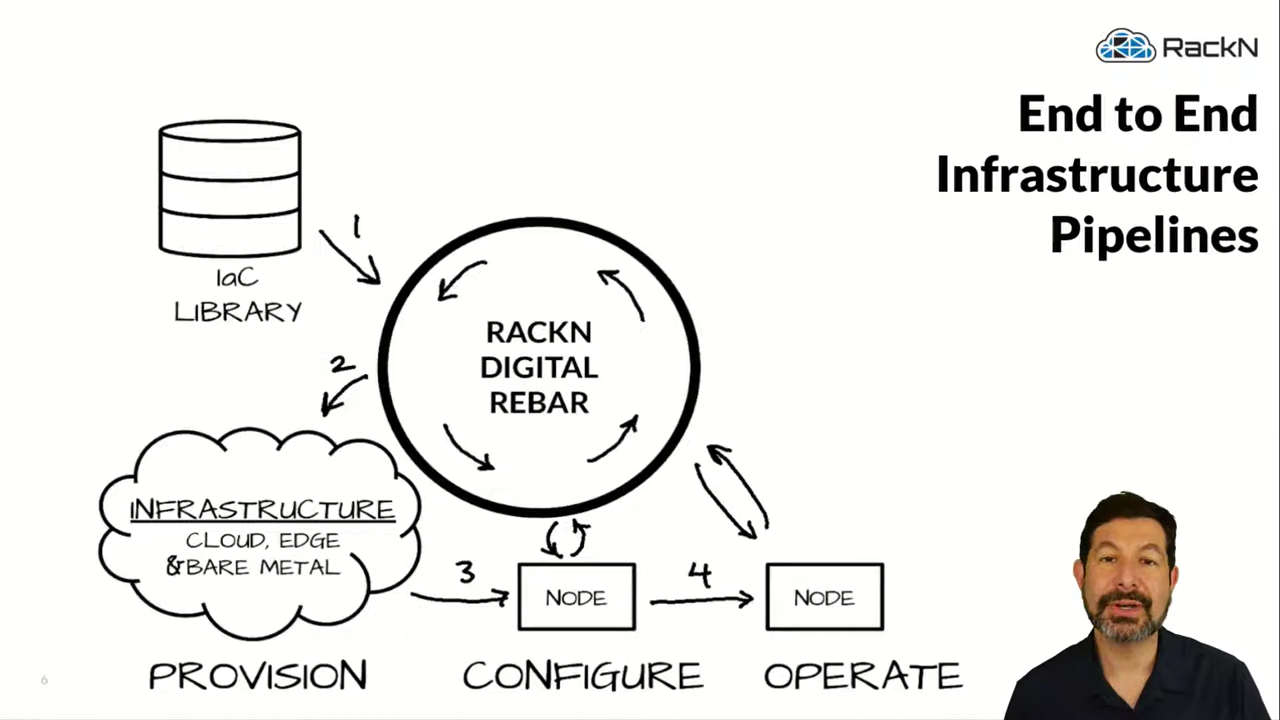 RackN
End to End
Infrastructure
Pipelines
IaC
LIBRARY
1
RACKN
DIGITAL
REBAR
2
INFRASTRUCTURE
CLOUD, EDGE
&BARE METAL
3
NODE
4
NODE
PROVISION
CONFIGURE
OPERATE
6